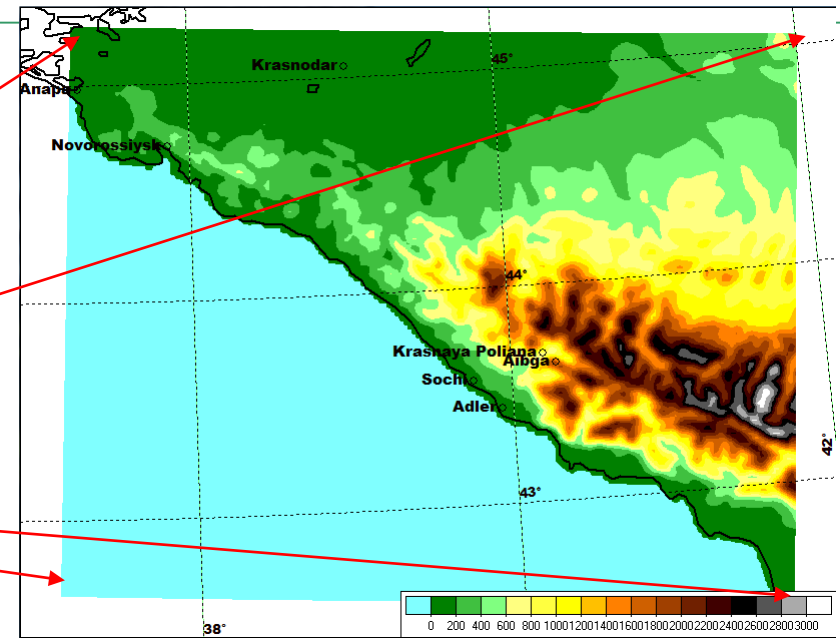 45°
Krasnodar
Anapa
Novorossiysk
44°
Krasnaya Poliana
Aibga
Sochi
Adler
42°
43°
0 200 400 600 800 1000 1200 1400 1600 1800 2000 2200 2400 2600 2800 3000
38°